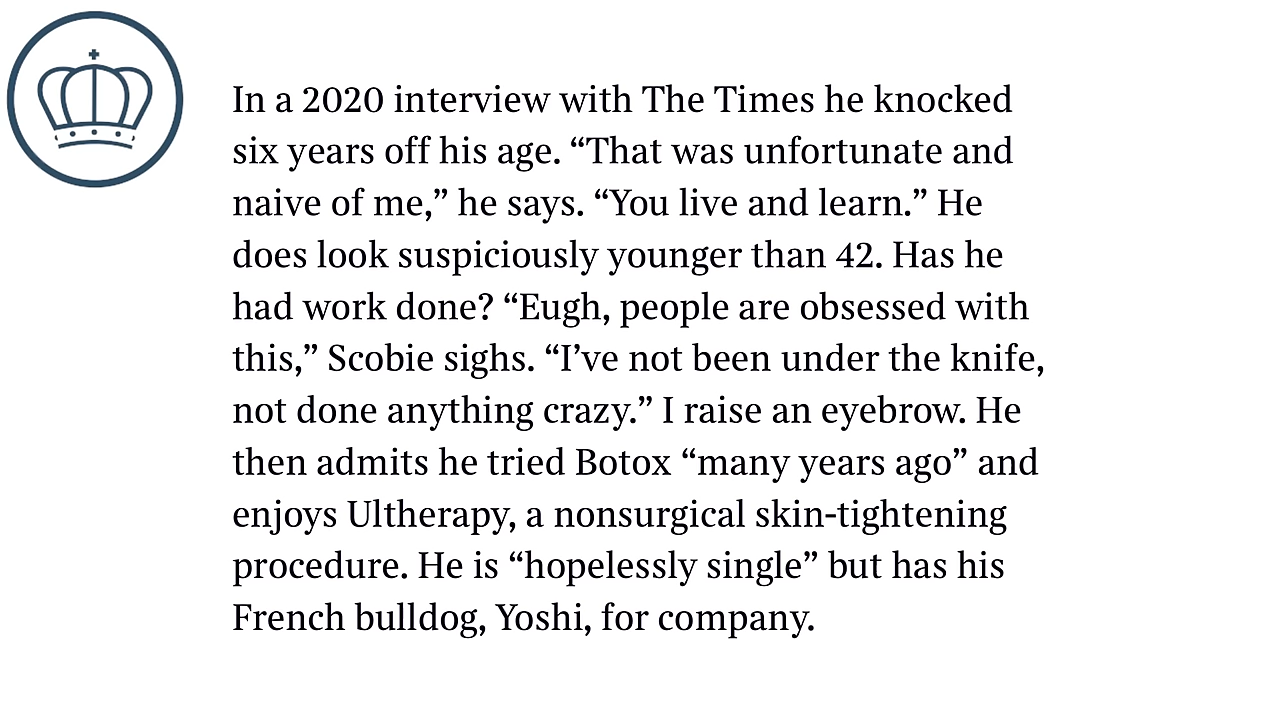 In a 2020 interview with The Times he knocked
six years off his age. “That was unfortunate and
naive of me,” he says. “You live and learn.” He
does look suspiciously younger than 42. Has he
had work done? “Eugh, people are obsessed with
this,” Scobie sighs. “I’ve not been under the knife,
not done anything crazy.” I raise an eyebrow. He
then admits he tried Botox “many years ago” and
enjoys Ultherapy, a nonsurgical skin-tightening
procedure. He is “hopelessly single” but has his
French bulldog, Yoshi, for company.